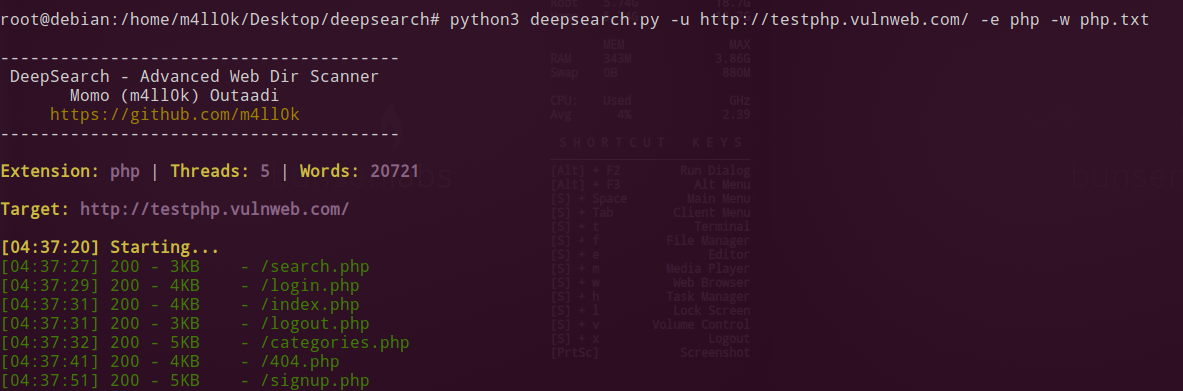 root@debian:/home/m4ll0k/Desktop/deepsearch# python3 deepsearch.py -u http://testphp.vulnweb.com/ -e php -w php.txt
----------------------------------------
DeepSearch - Advanced Web Dir Scanner
Momo (m4ll0k) Outaadi
https://github.com/m4ll0k
----------------------------------------
Extension: php | Threads: 5 | Words: 20721
Target: http://testphp.vulnweb.com/
[04:37:20] Starting...
[04:37:27] 200 - 3KB - /search.php
[04:37:29] 200 - 4KB - /login.php
[04:37:31] 200 - 4KB - /index.php
[04:37:31] 200 - 3KB - /logout.php
[04:37:32] 200 - 5KB - /categories.php
[04:37:41] 200 - 4KB - /404.php
[04:37:51] 200 - 5KB - /signup.php
Root 5.74G 18.7G
MEM MAX
RAM 343M 3.86G
Swap 0B 880M
CPU: Used GHz
Avg 4% 2.39
SHORTCUT KEYS
[Alt] + F2 Run Dialog
[Alt] + F3 Alt Menu
[S] + Space Main Menu
[S] + Tab Client Menu
[S] + t Terminal
[S] + f File Manager
[S] + e Editor
[S] + m Media Player
[S] + w Web Browser
[S] + h Task Manager
[S] + l Lock Screen
[S] + v Volume Control
[S] + x Logout
[PrtSc] Screenshot